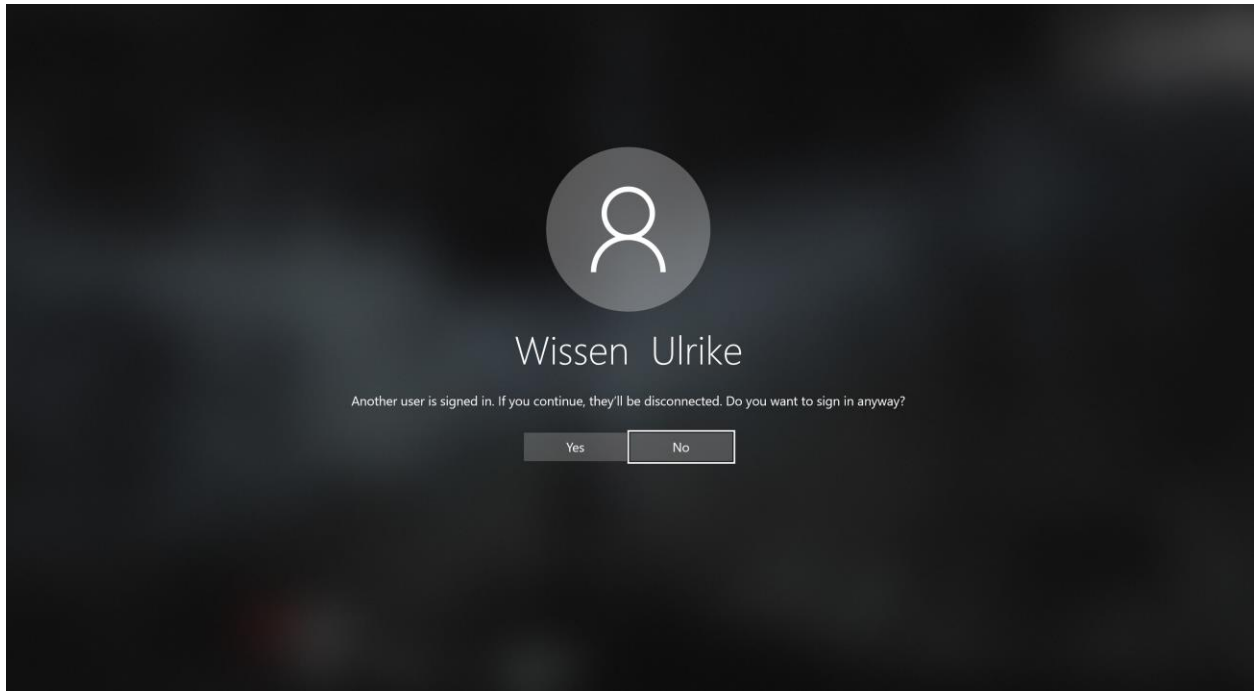 Wissen Ulrike
Another user is signed in. If you continue, they'll be disconnected. Do you want to sign in anyway?
Yes No